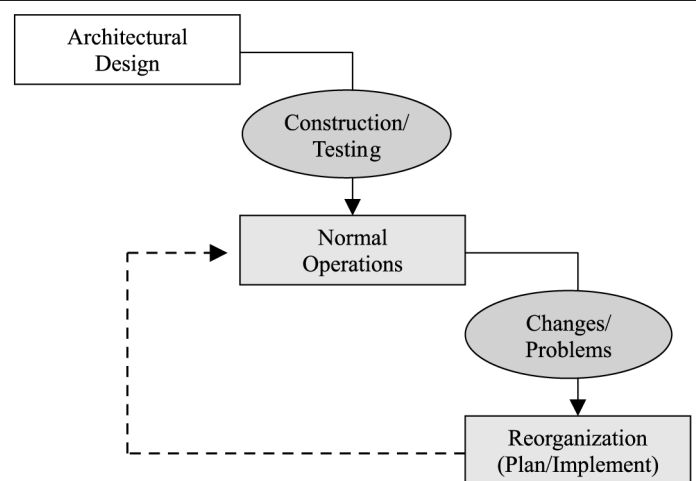 Architectural
Design
Construction/
Testing
Normal
Operations
Changes/
Problems
Reorganization
(Plan/Implement)